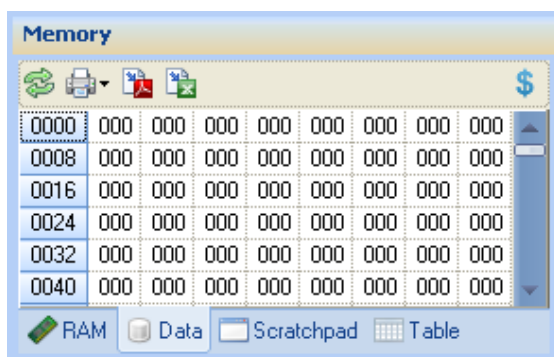 Memory
$
0000 000 000 000 000 000 000 000 000
0008 000 000 000 000 000 000 000 000
0016 000 000 000 000 000 000 000 000
0024 000 000 000 000 000 000 000 000
0032 000 000 000 000 000 000 000 000
0040 000 000 000 000 000 000 000 000
RAM Data Scratchpad Table